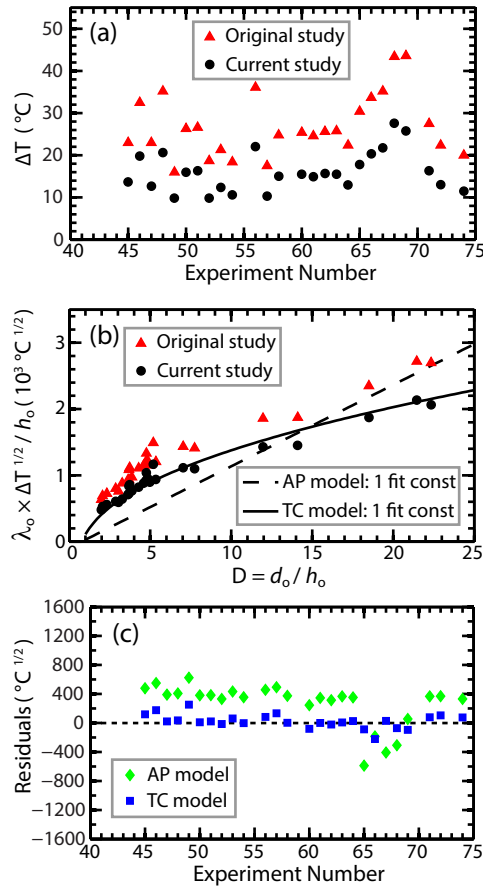 (a)
Original study
Current study
ΔT (°C)
50
40
30
20
10
0
40 45 50 55 60 65 70 75
Experiment Number
(b)
Original study
Current study
λₒ × ΔT^1/2 / hₒ (10³ °C^1/2)
3
2
1
0
AP model: 1 fit const
TC model: 1 fit const
0 5 10 15 20 25
D = dₒ / hₒ
(c)
Residuals (°C^1/2)
1600
1200
800
400
0
−400
−800
−1200
−1600
AP model
TC model
40 45 50 55 60 65 70 75
Experiment Number